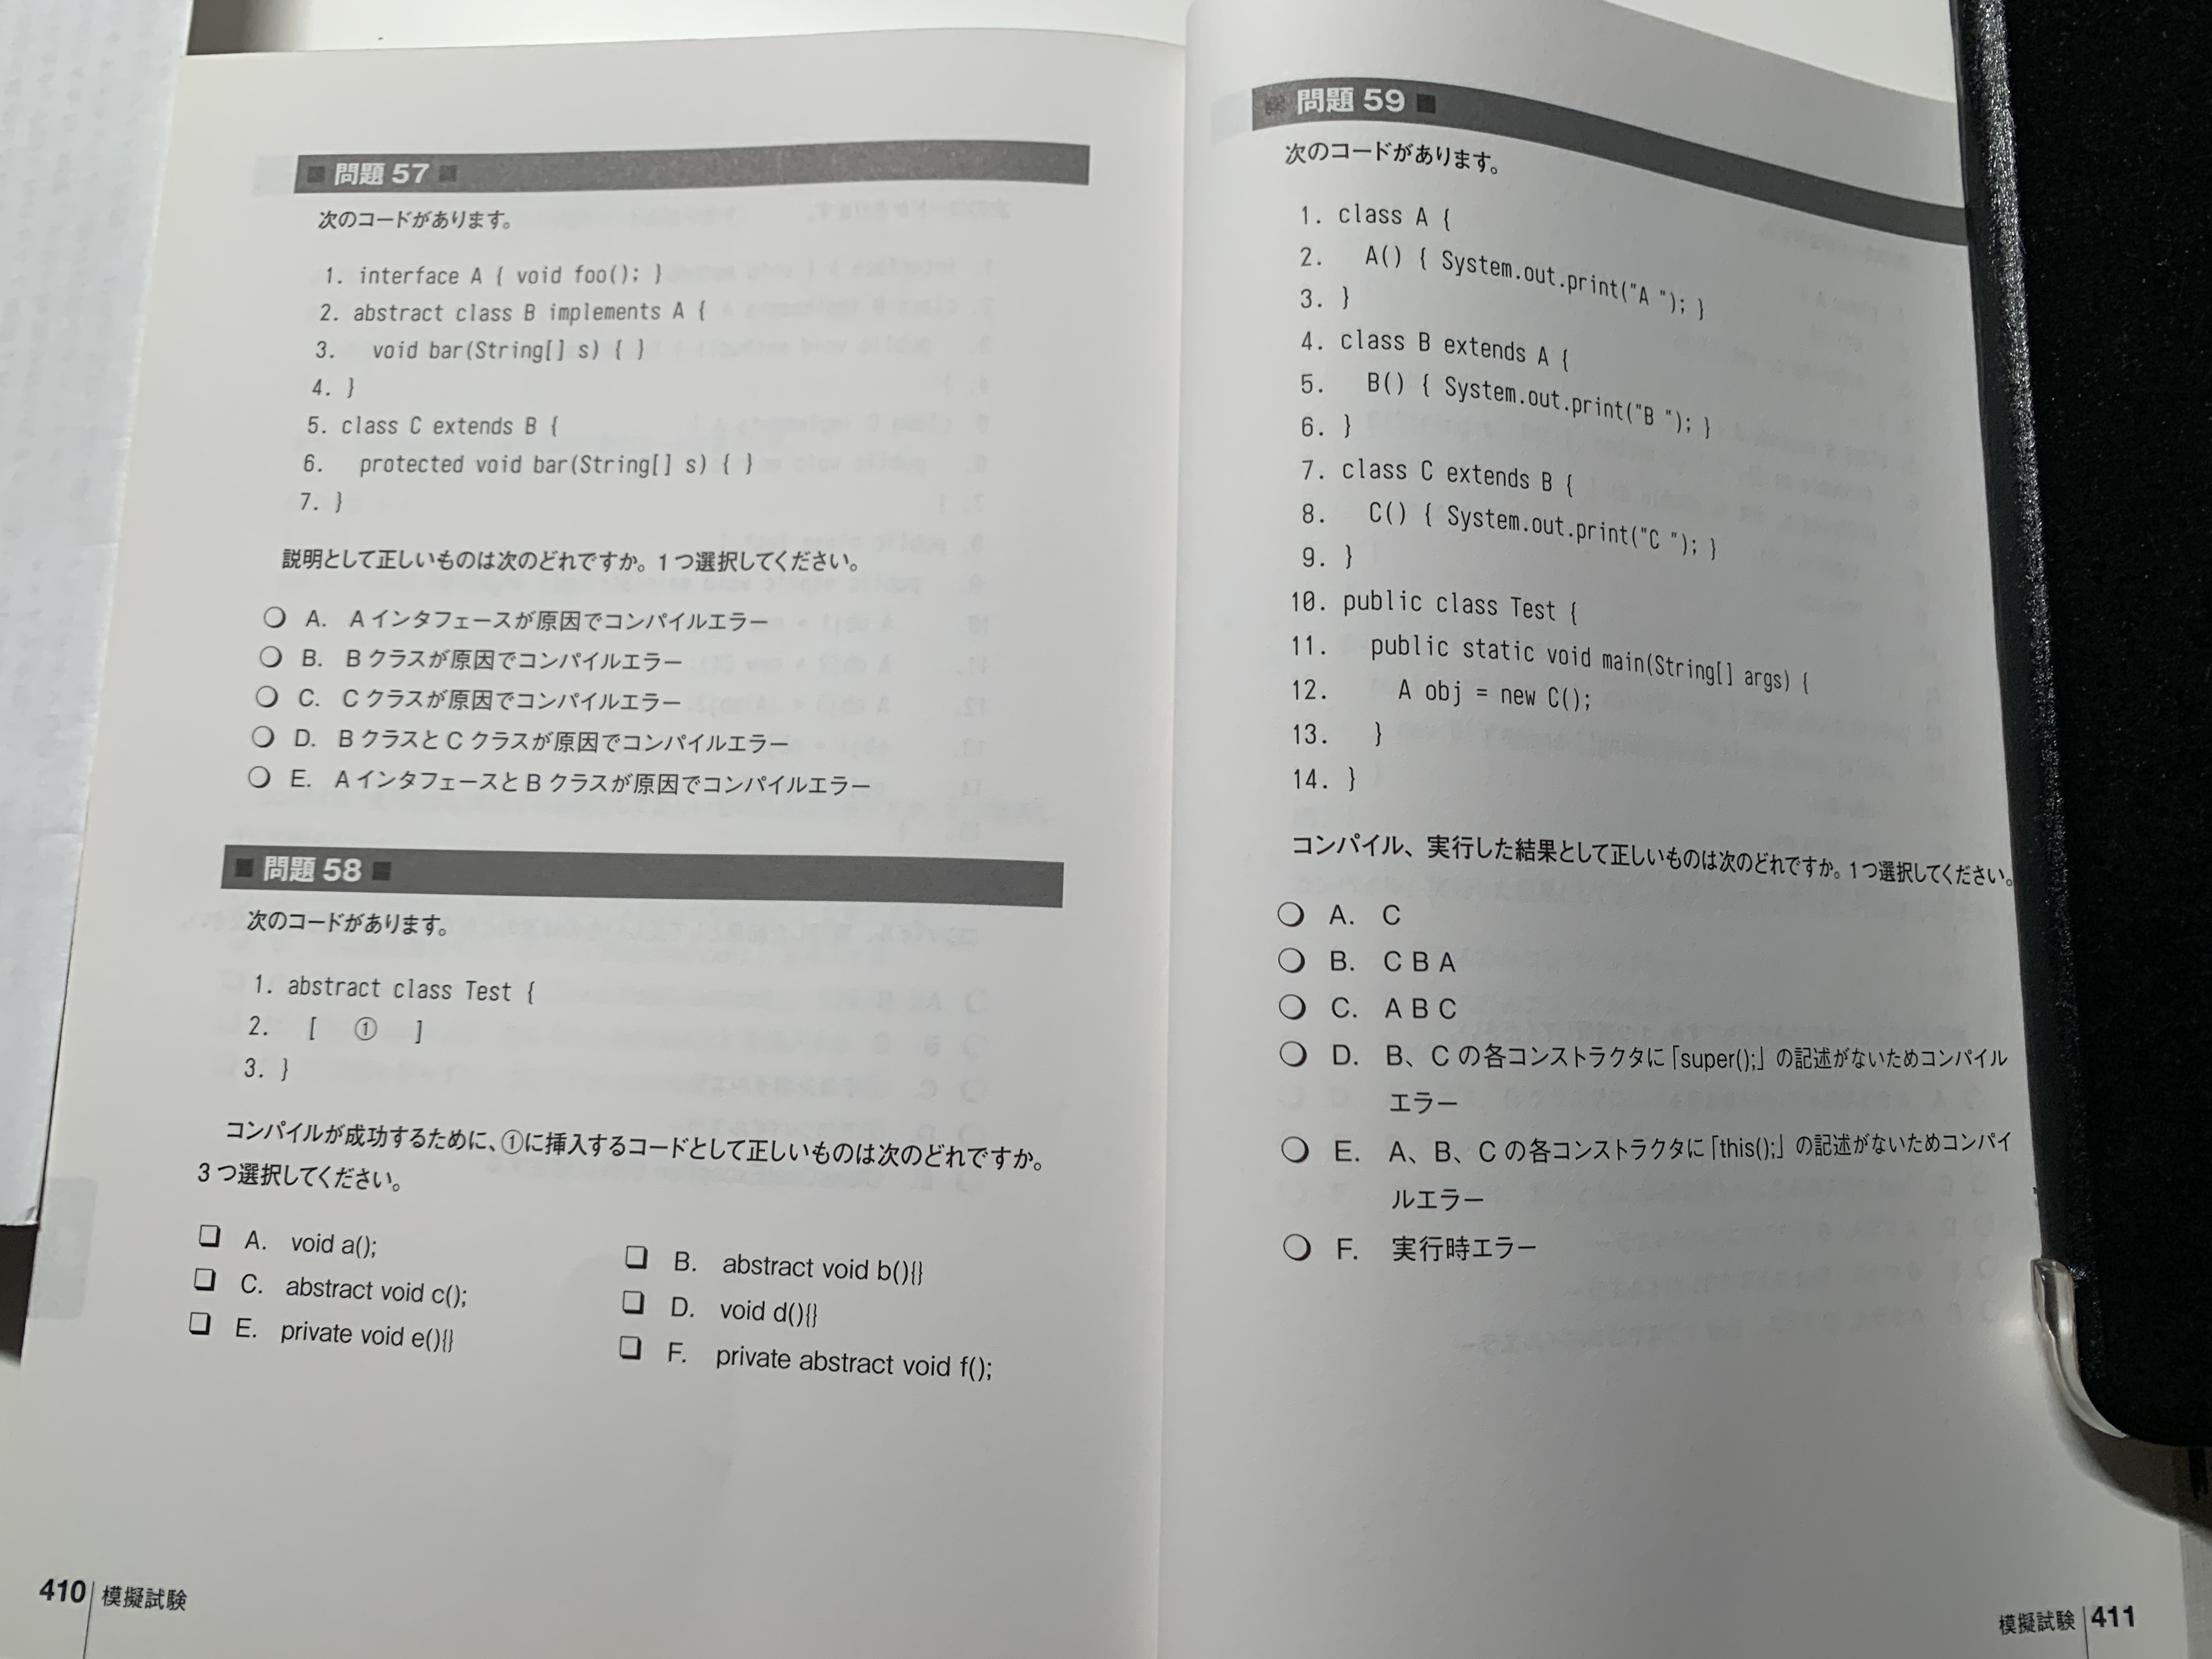 問題 57
次のコードがあります。
1. interface A { void foo(); }
2. abstract class B implements A {
3.   void bar(String[] s) { }
4. }
5. class C extends B {
6.   protected void bar(String[] s) { }
7. }
説明として正しいものは次のどれですか。1 つ選択してください。
A. A インタフェースが原因でコンパイルエラー
B. B クラスが原因でコンパイルエラー
C. C クラスが原因でコンパイルエラー
D. B クラスと C クラスが原因でコンパイルエラー
E. A インタフェースと B クラスが原因でコンパイルエラー
問題 58
次のコードがあります。
1. abstract class Test {
2.   [   ①   ]
3. }
コンパイルが成功するために、①に挿入するコードとして正しいものは次のどれですか。
3 つ選択してください。
A. void a();
B. abstract void b(){}
C. abstract void c();
D. void d(){}
E. private void e(){}
F. private abstract void f();
410 模擬試験
問題 59
次のコードがあります。
1. class A {
2.   A() { System.out.print("A "); }
3. }
4. class B extends A {
5.   B() { System.out.print("B "); }
6. }
7. class C extends B {
8.   C() { System.out.print("C "); }
9. }
10. public class Test {
11.   public static void main(String[] args) {
12.     A obj = new C();
13.   }
14. }
コンパイル、実行した結果として正しいものは次のどれですか。1 つ選択してください。
A. C
B. C B A
C. A B C
D. B、C の各コンストラクタに「super();」の記述がないためコンパイル
エラー
E. A、B、C の各コンストラクタに「this();」の記述がないためコンパイ
ルエラー
F. 実行時エラー
模擬試験 411